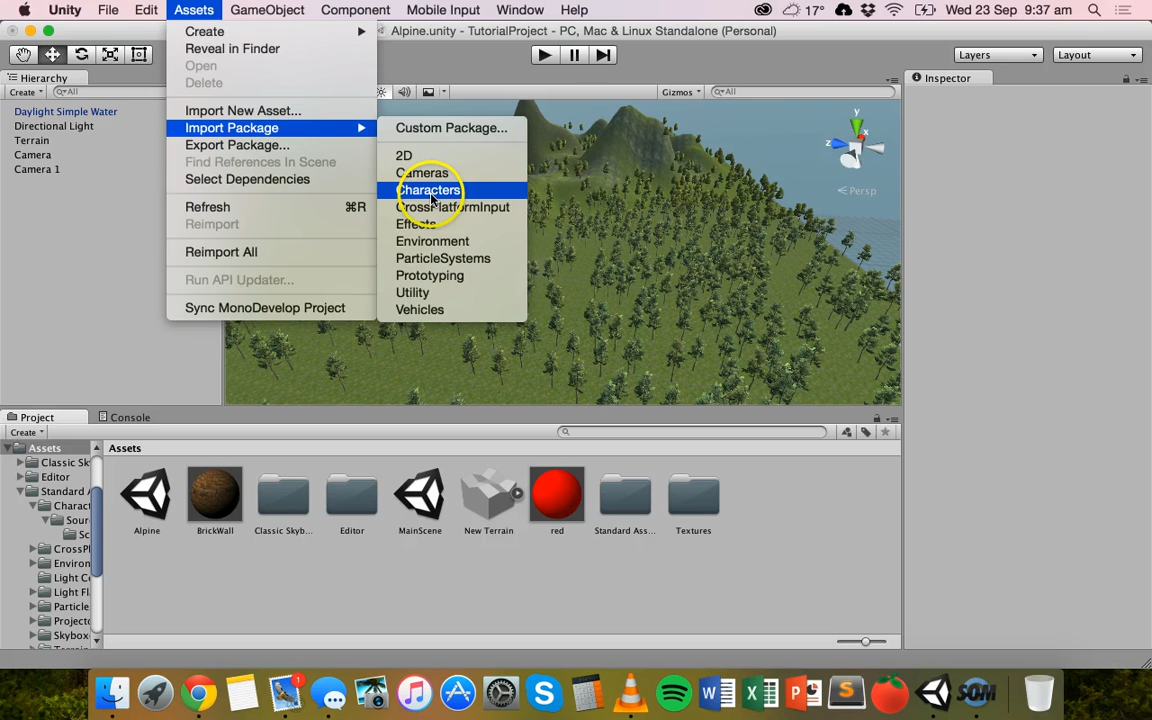 Unity File Edit Assets GameObject Component Mobile Input Window Help 17° Wed 23 Sep 9:37 am
Alpine.unity - TutorialProject - PC, Mac & Linux Standalone (Personal)
Layers Layout
Hierarchy
Create All
Gizmos All
Inspector
Daylight Simple Water
Directional Light
Terrain
Camera
Camera 1
Create
Reveal in Finder
Open
Delete
Import New Asset...
Import Package
Export Package...
Find References In Scene
Select Dependencies
Refresh ⌘R
Reimport
Reimport All
Run API Updater...
Sync MonoDevelop Project
Custom Package...
2D
Cameras
Characters
CrossPlatformInput
Effects
Environment
ParticleSystems
Prototyping
Utility
Vehicles
y
x
z
Persp
Project Console
Create
Assets
Classic Sk
Editor
Standard A
Charact
Sour
Sc
CrossPl
Environ
Light Co
Light Fl
Particle
Projecto
Skybox
Assets
Alpine BrickWall Classic Skyb... Editor MainScene New Terrain red Standard Ass... Textures
1
SOM